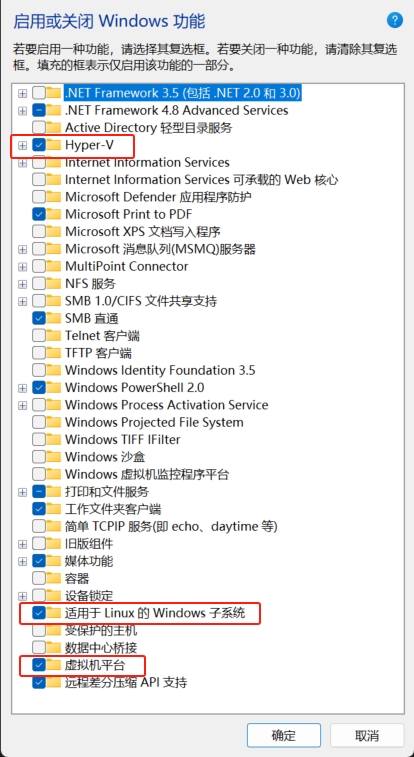 启用或关闭 Windows 功能
?
若要启用一种功能，请选择其复选框。若要关闭一种功能，请清除其复选
框。填充的框表示仅启用该功能的一部分。
.NET Framework 3.5 (包括 .NET 2.0 和 3.0)
.NET Framework 4.8 Advanced Services
Active Directory 轻型目录服务
Hyper-V
Internet Information Services
Internet Information Services 可承载的 Web 核心
Microsoft Defender 应用程序防护
Microsoft Print to PDF
Microsoft XPS 文档写入程序
Microsoft 消息队列(MSMQ)服务器
MultiPoint Connector
NFS 服务
SMB 1.0/CIFS 文件共享支持
SMB 直通
Telnet 客户端
TFTP 客户端
Windows Identity Foundation 3.5
Windows PowerShell 2.0
Windows Process Activation Service
Windows Projected File System
Windows TIFF IFilter
Windows 沙盒
Windows 虚拟机监控程序平台
打印和文件服务
工作文件夹客户端
简单 TCPIP 服务(即 echo、daytime 等)
旧版组件
媒体功能
容器
设备锁定
适用于 Linux 的 Windows 子系统
受保护的主机
数据中心桥接
虚拟机平台
远程差分压缩 API 支持
确定
取消